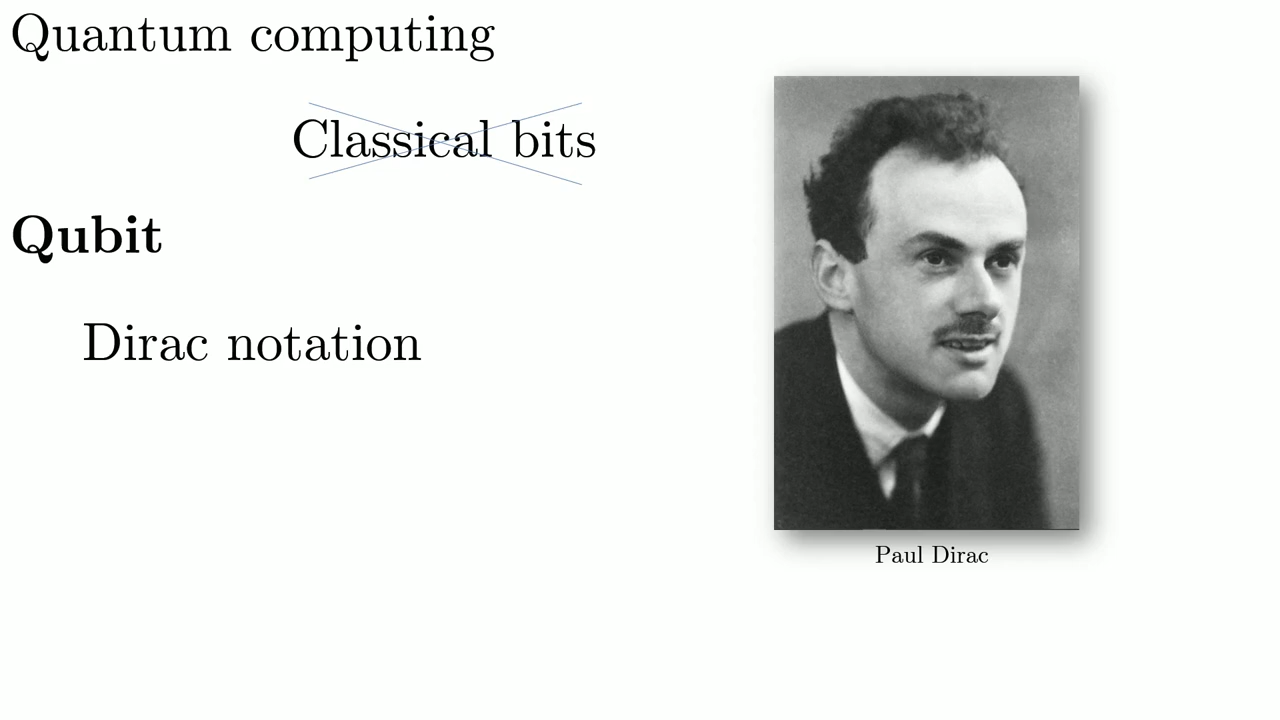 Quantum computing
Classical bits
Qubit
Dirac notation
Paul Dirac